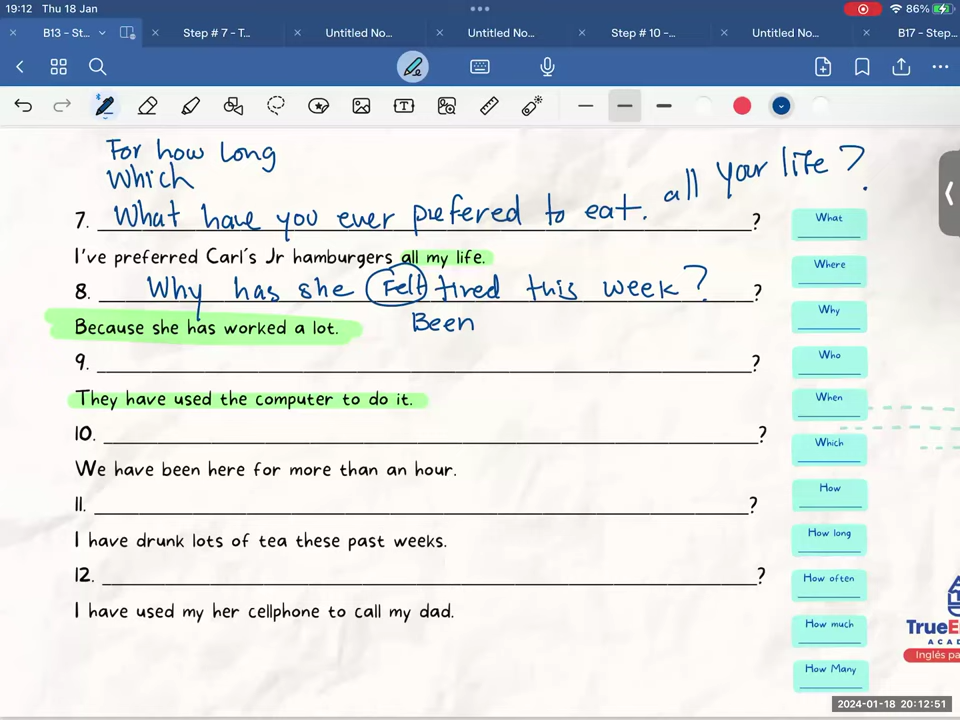 19:12 Thu 18 Jan
86%
B13 - St...
Step # 7 - T...
Untitled No...
Untitled No...
Step # 10 -...
Untitled No...
B17 - Step...
For how long
Which
all your life ?
7. What have you ever prefered to eat. ?
I've preferred Carl's Jr hamburgers all my life.
8. Why has she Felt tired this week? ?
Been
Because she has worked a lot.
9. ?
They have used the computer to do it.
10. ?
We have been here for more than an hour.
11. ?
I have drunk lots of tea these past weeks.
12. ?
I have used my her cellphone to call my dad.
What
Where
Why
Who
When
Which
How
How long
How often
How much
How Many
TrueE
ACAD
Inglés pa
2024-01-18 20:12:51